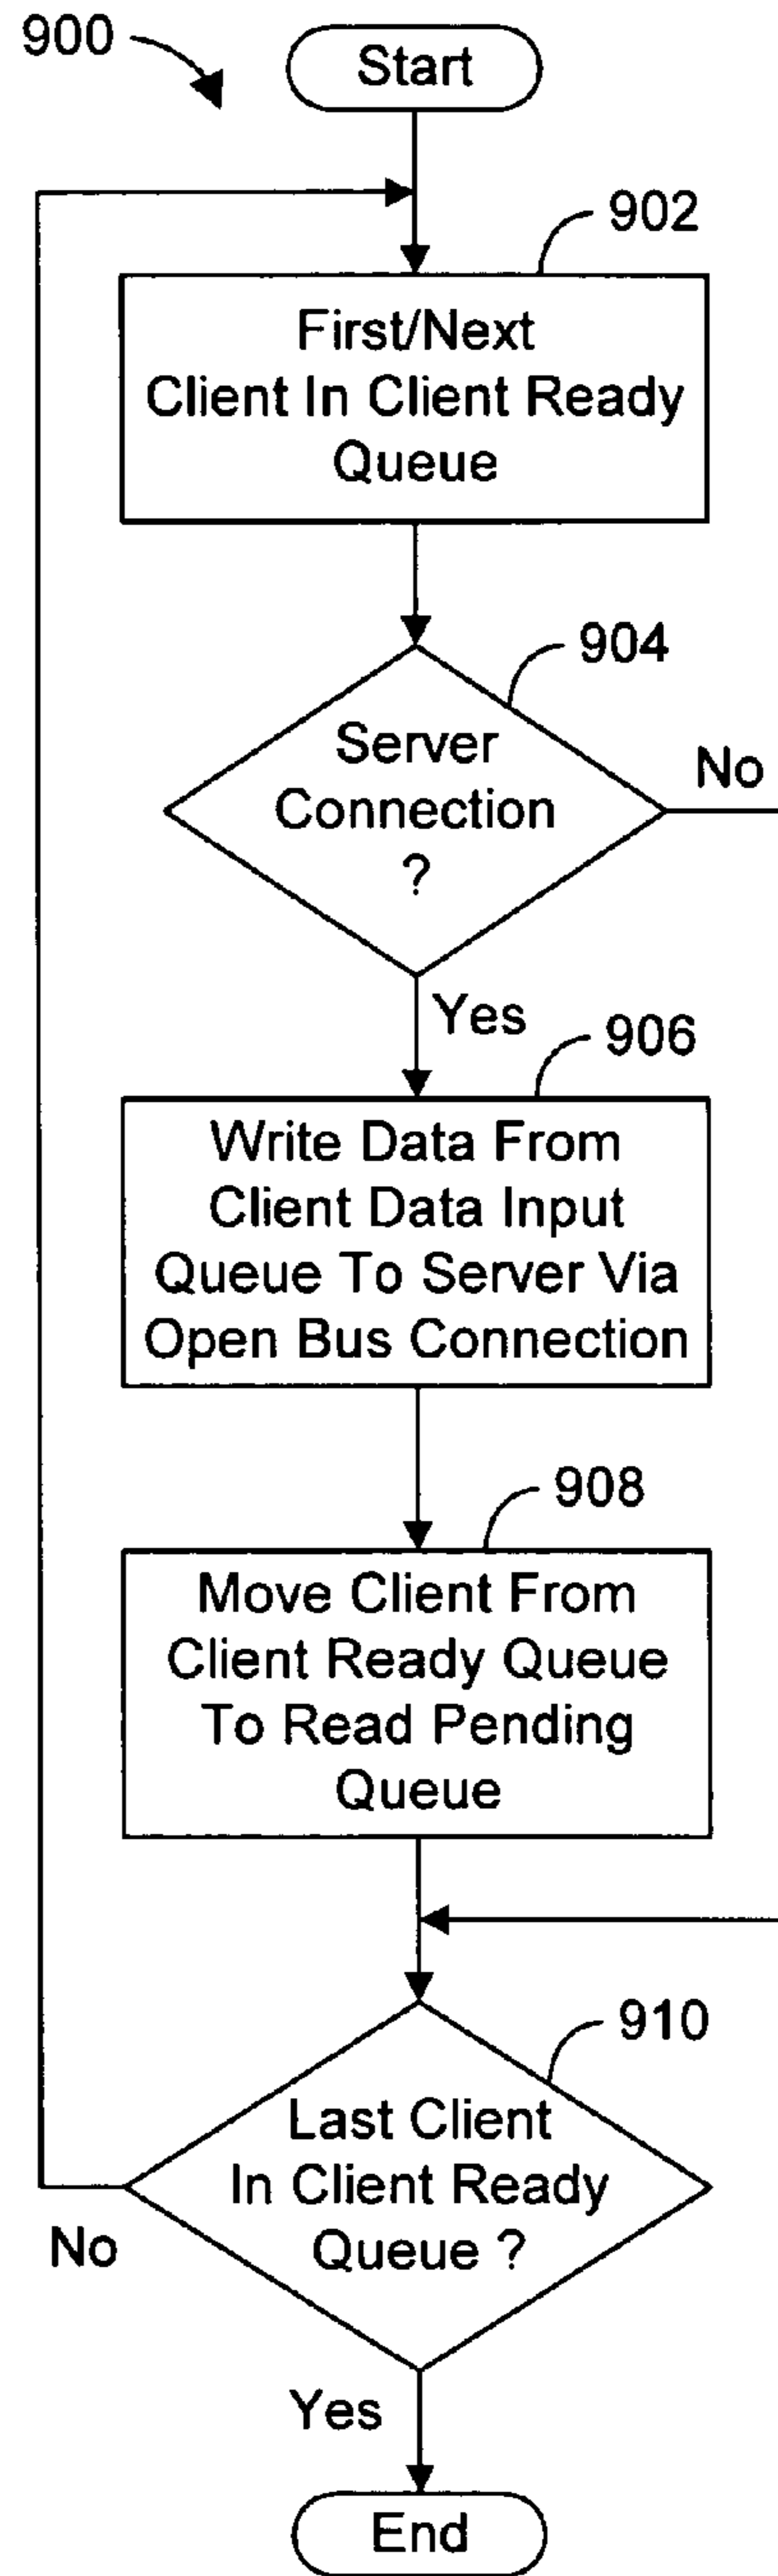 900
Start
902
First/Next
Client In Client Ready
Queue
904
Server
Connection
?
No
Yes
906
Write Data From
Client Data Input
Queue To Server Via
Open Bus Connection
908
Move Client From
Client Ready Queue
To Read Pending
Queue
910
Last Client
In Client Ready
Queue ?
No
Yes
End